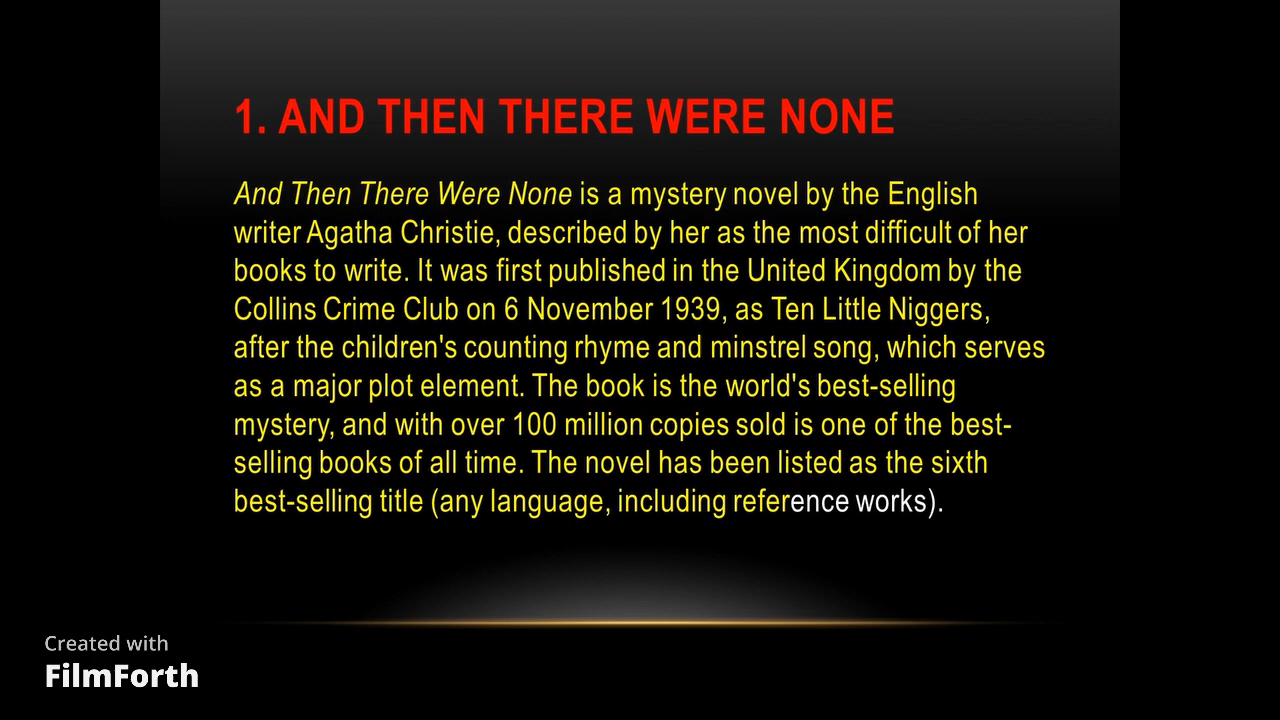 1. AND THEN THERE WERE NONE
And Then There Were None is a mystery novel by the English
writer Agatha Christie, described by her as the most difficult of her
books to write. It was first published in the United Kingdom by the
Collins Crime Club on 6 November 1939, as Ten Little Niggers,
after the children's counting rhyme and minstrel song, which serves
as a major plot element. The book is the world's best-selling
mystery, and with over 100 million copies sold is one of the best-
selling books of all time. The novel has been listed as the sixth
best-selling title (any language, including reference works).
Created with
FilmForth